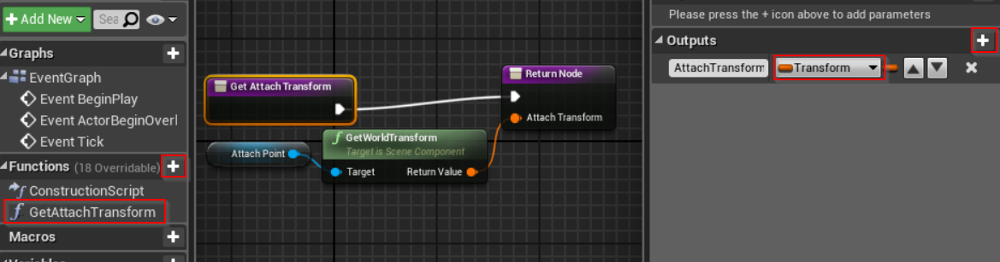 Add New
Sea
Graphs
EventGraph
Event BeginPlay
Event ActorBeginOverl
Event Tick
Functions (18 Overridable)
ConstructionScript
GetAttachTransform
Macros
Variables
Get Attach Transform
Attach Point
GetWorldTransform
Target is Scene Component
Target
Return Value
Return Node
Attach Transform
Please press the + icon above to add parameters
Outputs
AttachTransform
Transform